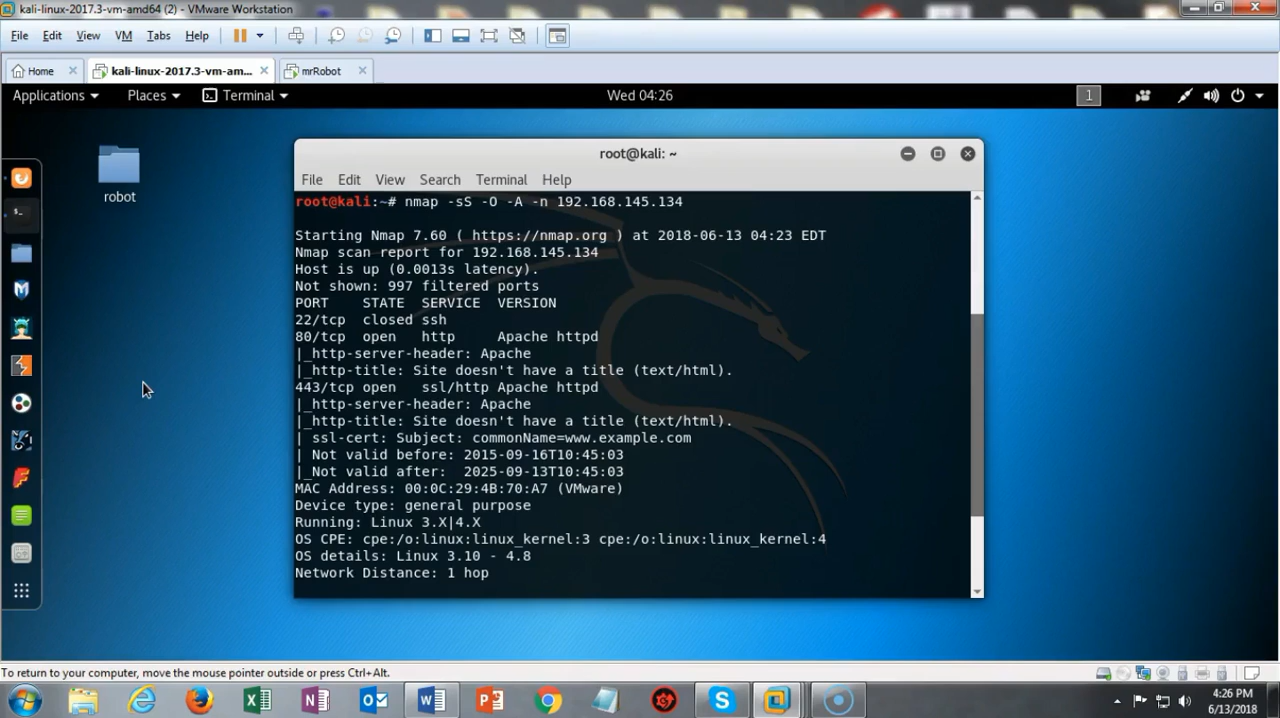 kali-linux-2017.3-vm-amd64 (2) - VMware Workstation
File Edit View VM Tabs Help
Home kali-linux-2017.3-vm-am... mrRobot
Applications Places Terminal Wed 04:26 1
robot
root@kali: ~
File Edit View Search Terminal Help
root@kali:~# nmap -sS -O -A -n 192.168.145.134
Starting Nmap 7.60 ( https://nmap.org ) at 2018-06-13 04:23 EDT
Nmap scan report for 192.168.145.134
Host is up (0.0013s latency).
Not shown: 997 filtered ports
PORT    STATE  SERVICE  VERSION
22/tcp  closed ssh
80/tcp  open   http     Apache httpd
|_http-server-header: Apache
|_http-title: Site doesn't have a title (text/html).
443/tcp open   ssl/http Apache httpd
|_http-server-header: Apache
|_http-title: Site doesn't have a title (text/html).
| ssl-cert: Subject: commonName=www.example.com
| Not valid before: 2015-09-16T10:45:03
|_Not valid after:  2025-09-13T10:45:03
MAC Address: 00:0C:29:4B:70:A7 (VMware)
Device type: general purpose
Running: Linux 3.X|4.X
OS CPE: cpe:/o:linux:linux_kernel:3 cpe:/o:linux:linux_kernel:4
OS details: Linux 3.10 - 4.8
Network Distance: 1 hop
To return to your computer, move the mouse pointer outside or press Ctrl+Alt.
4:26 PM
6/13/2018